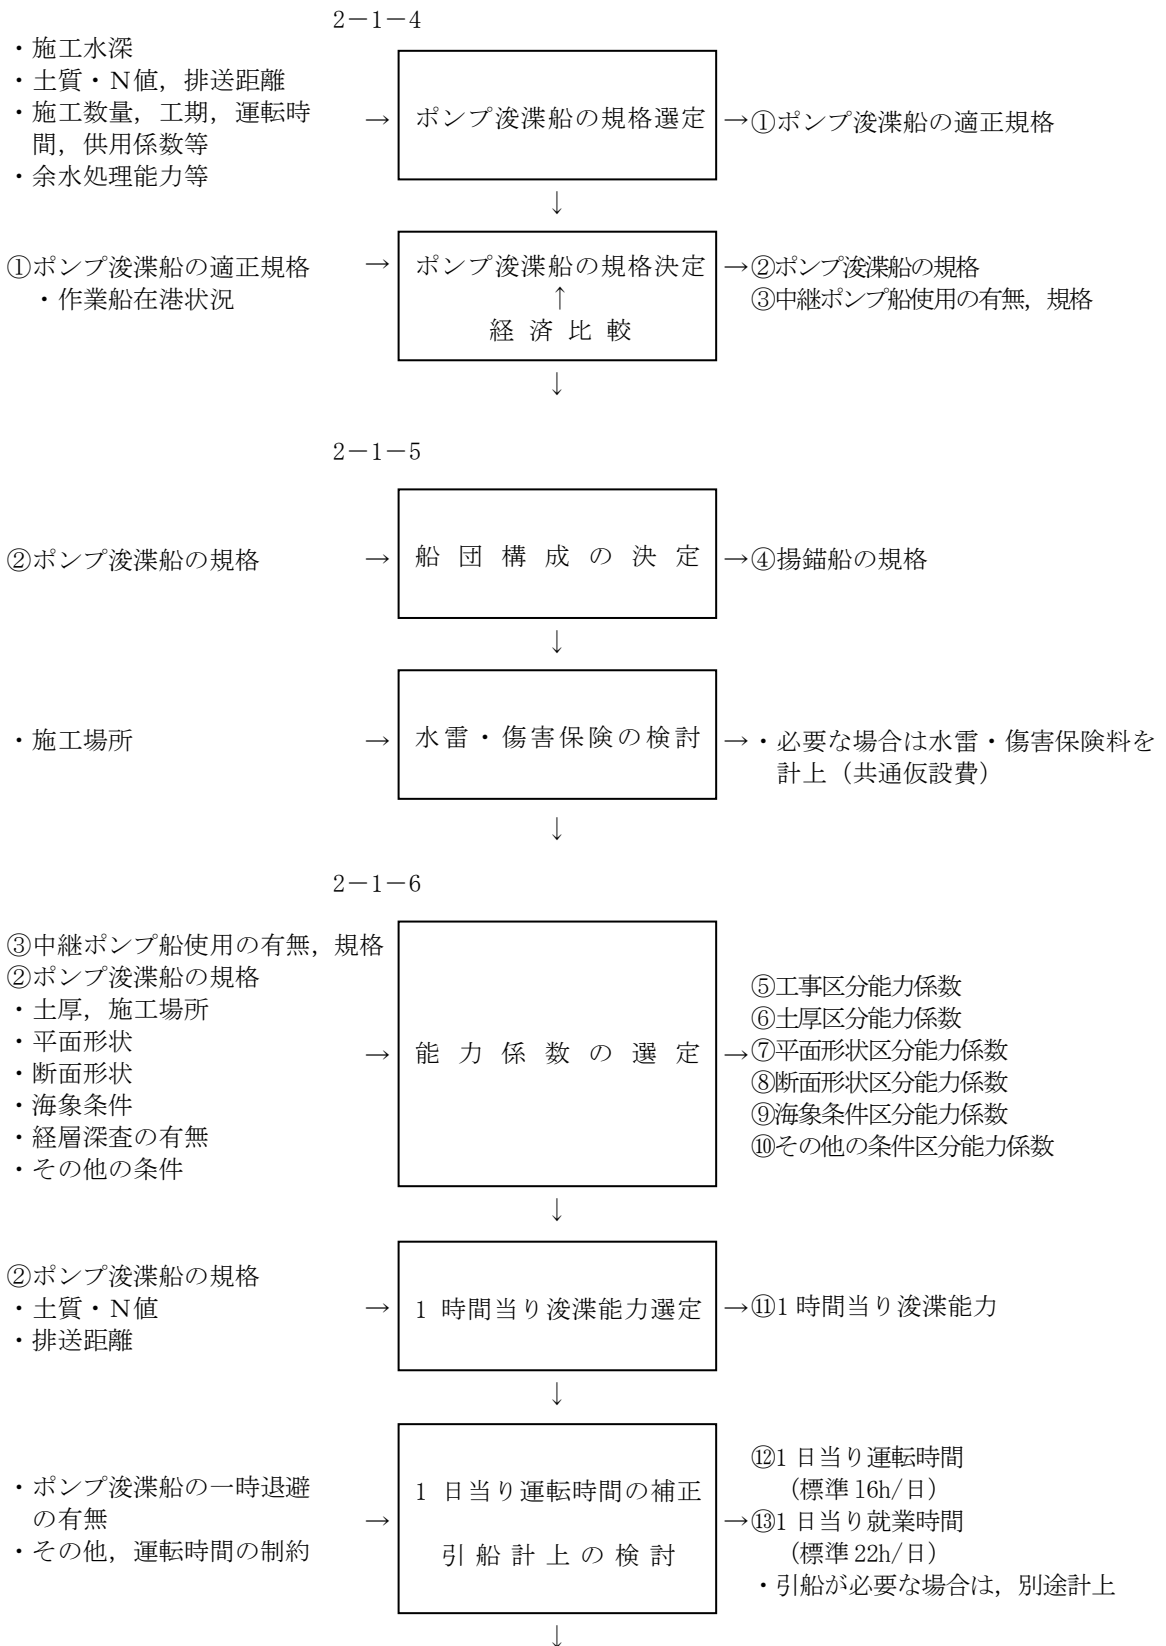 2－1－4
・施工水深
・土質・Ｎ値，排送距離
・施工数量，工期，運転時
間，供用係数等
・余水処理能力等
→
ポンプ浚渫船の規格選定
→①ポンプ浚渫船の適正規格
↓
①ポンプ浚渫船の適正規格
・作業船在港状況
→
ポンプ浚渫船の規格決定
↑
経済比較
→②ポンプ浚渫船の規格
③中継ポンプ船使用の有無，規格
↓
2－1－5
②ポンプ浚渫船の規格
→
船団構成の決定
→④揚錨船の規格
↓
・施工場所
→
水雷・傷害保険の検討
→・必要な場合は水雷・傷害保険料を
計上（共通仮設費）
↓
2－1－6
③中継ポンプ船使用の有無，規格
②ポンプ浚渫船の規格
・土厚，施工場所
・平面形状
・断面形状
・海象条件
・経層深査の有無
・その他の条件
→
能力係数の選定
→
⑤工事区分能力係数
⑥土厚区分能力係数
⑦平面形状区分能力係数
⑧断面形状区分能力係数
⑨海象条件区分能力係数
⑩その他の条件区分能力係数
↓
②ポンプ浚渫船の規格
・土質・Ｎ値
・排送距離
→
1 時間当り浚渫能力選定
→⑪1 時間当り浚渫能力
↓
・ポンプ浚渫船の一時退避
の有無
・その他，運転時間の制約
→
1 日当り運転時間の補正
引船計上の検討
→
⑫1 日当り運転時間
（標準 16h/日）
⑬1 日当り就業時間
（標準 22h/日）
・引船が必要な場合は，別途計上
↓